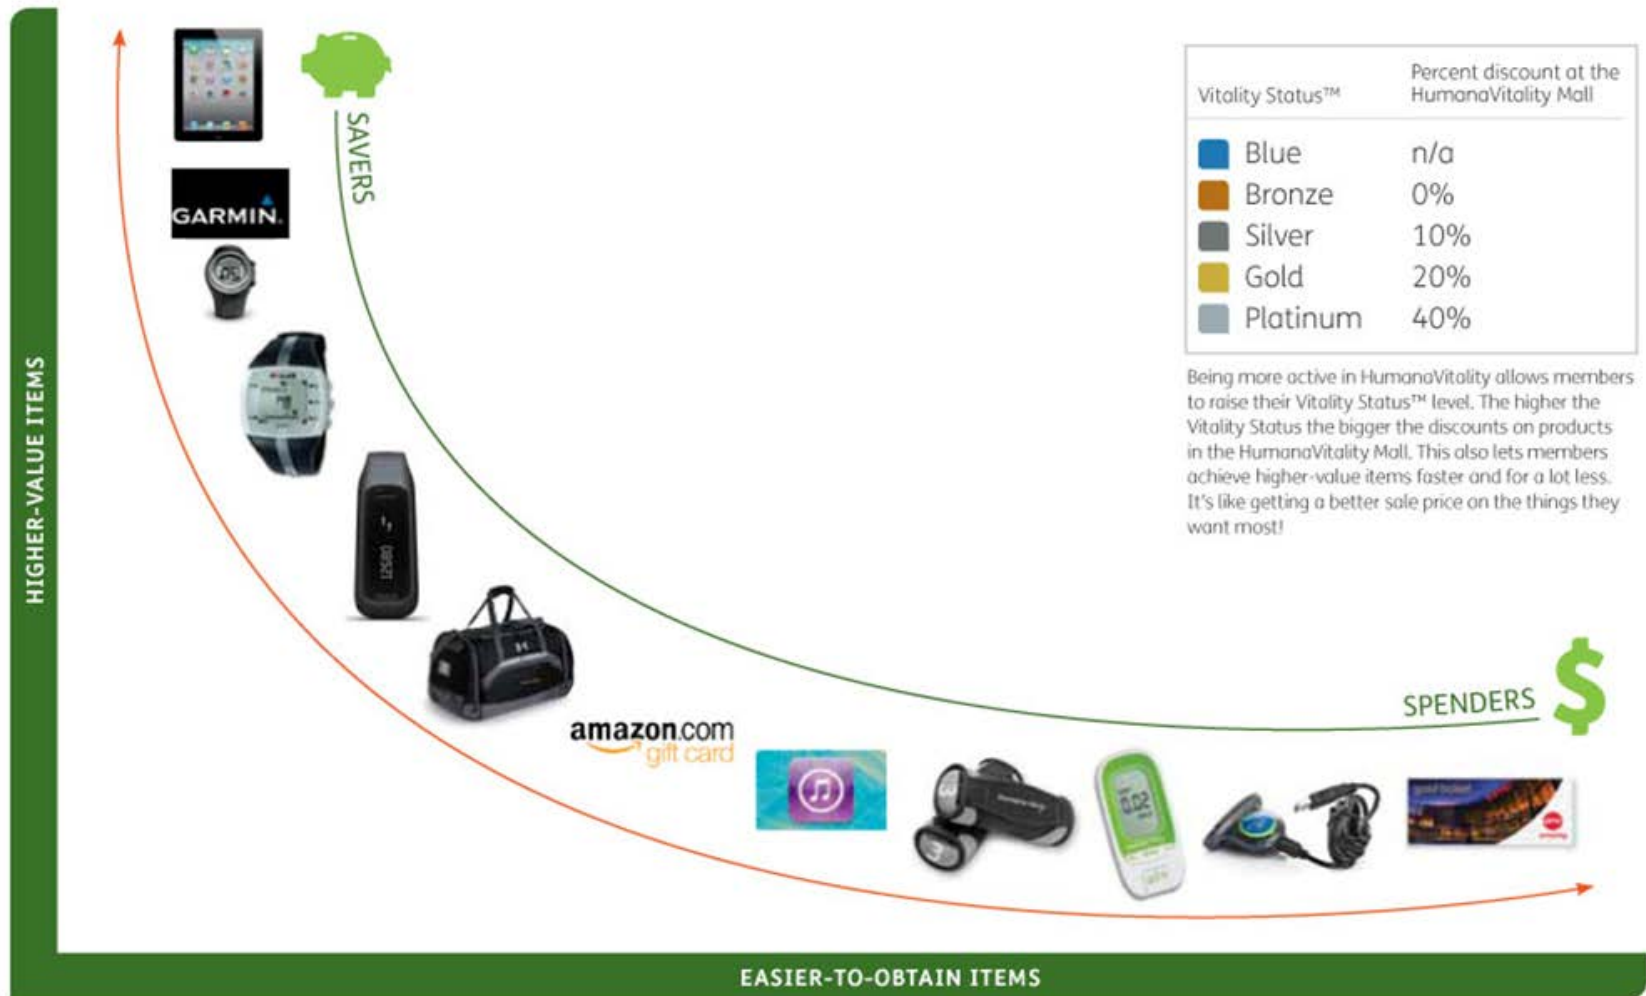 SAVERS
GARMIN.
HIGHER-VALUE ITEMS
Vitality Status™
Percent discount at the
HumanaVitality Mall
Blue n/a
Bronze 0%
Silver 10%
Gold 20%
Platinum 40%
Being more active in HumanaVitality allows members
to raise their Vitality Status™ level. The higher the
Vitality Status the bigger the discounts on products
in the HumanaVitality Mall. This also lets members
achieve higher-value items faster and for a lot less.
It's like getting a better sale price on the things they
want most!
08521
amazon.com
gift card
SPENDERS
$
0.02
EASIER-TO-OBTAIN ITEMS